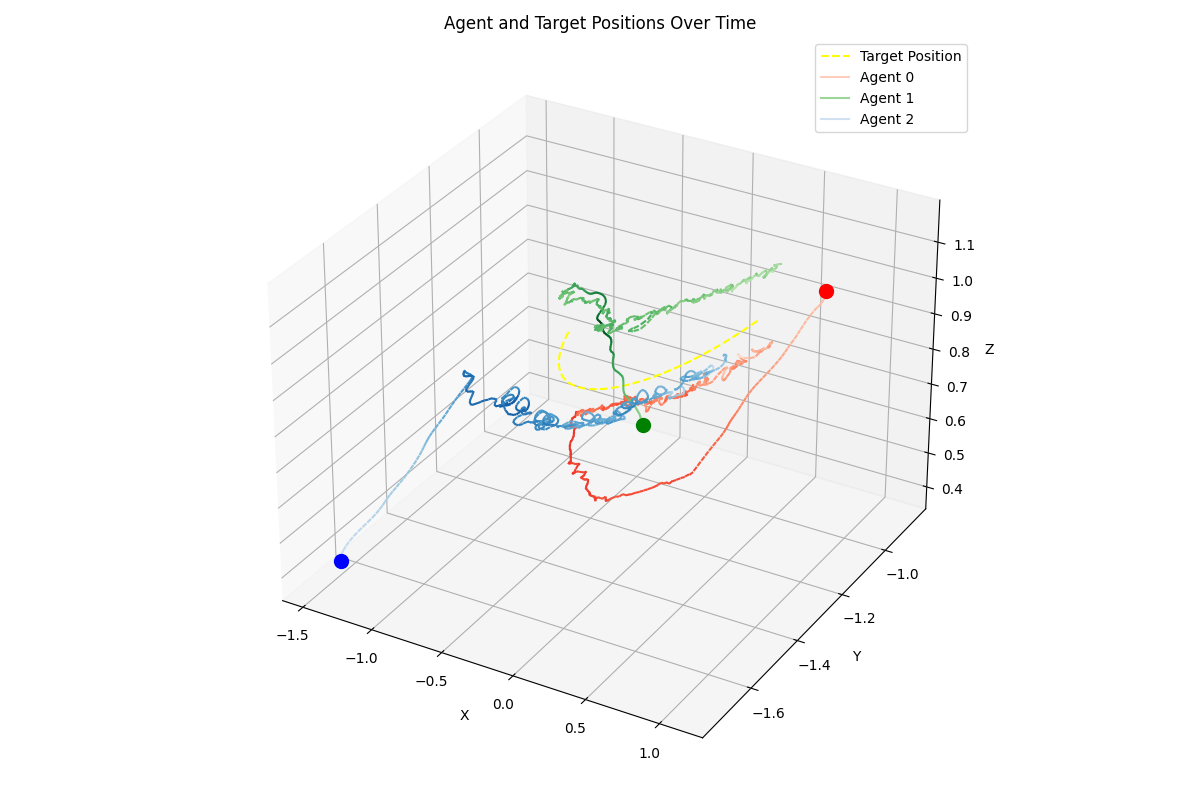 Agent and Target Positions Over Time
Target Position
Agent 0
Agent 1
Agent 2
1.1
1.0
0.9
0.8
0.7
0.6
0.5
0.4
Z
−1.0
−1.2
−1.4
−1.6
Y
−1.5
−1.0
−0.5
0.0
0.5
1.0
X